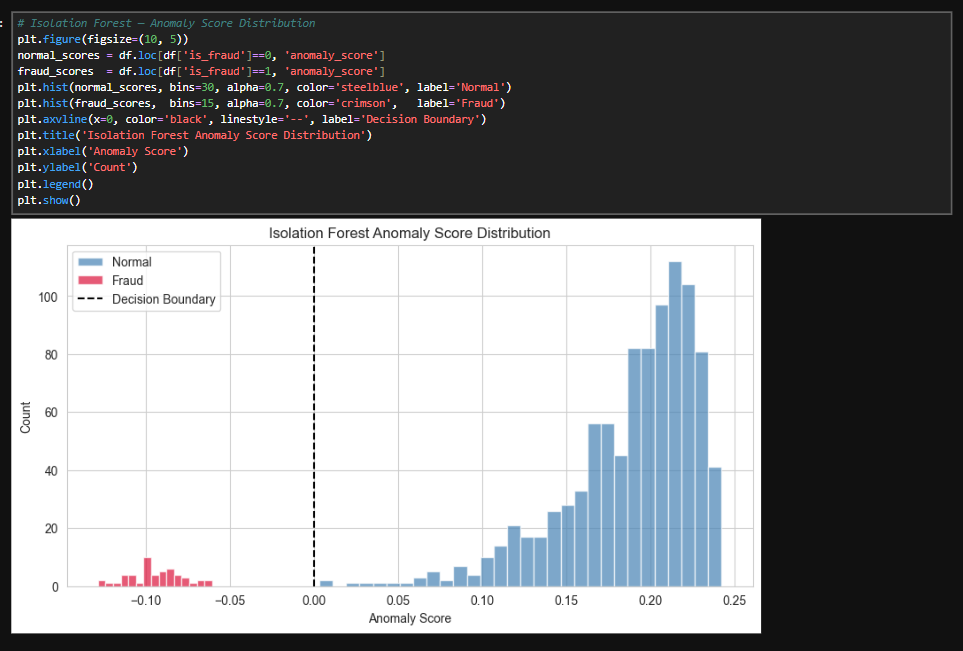 :
# Isolation Forest — Anomaly Score Distribution
plt.figure(figsize=(10, 5))
normal_scores = df.loc[df['is_fraud']==0, 'anomaly_score']
fraud_scores  = df.loc[df['is_fraud']==1, 'anomaly_score']
plt.hist(normal_scores, bins=30, alpha=0.7, color='steelblue', label='Normal')
plt.hist(fraud_scores,  bins=15, alpha=0.7, color='crimson',   label='Fraud')
plt.axvline(x=0, color='black', linestyle='--', label='Decision Boundary')
plt.title('Isolation Forest Anomaly Score Distribution')
plt.xlabel('Anomaly Score')
plt.ylabel('Count')
plt.legend()
plt.show()
Isolation Forest Anomaly Score Distribution
Normal
Fraud
Decision Boundary
100
80
60
40
20
0
Count
−0.10 −0.05 0.00 0.05 0.10 0.15 0.20 0.25
Anomaly Score